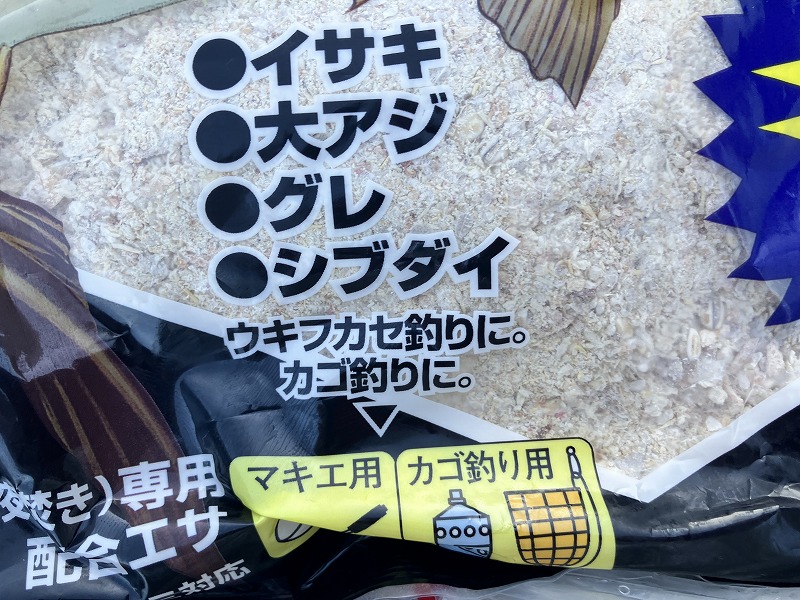 ●イサキ
●大アジ
●グレ
●シブダイ
ウキフカセ釣りに。
カゴ釣りに。
マキエ用
カゴ釣り用
焚き)専用
配合エサ
対応